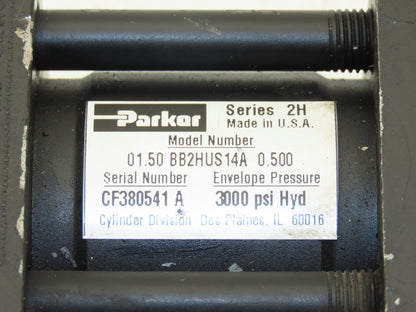 Parker Series 2H
Made in U.S.A.
Model Number
01.50 BB2HUS14A 0.500
Serial Number Envelope Pressure
CF380541 A 3000 psi Hyd
Cylinder Division Des Plaines, IL 60016